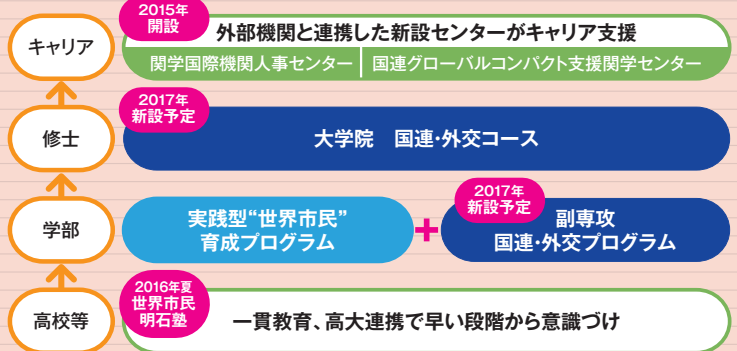 2015年
開設
キャリア
外部機関と連携した新設センターがキャリア支援
関学国際機関人事センター
国連グローバルコンパクト支援関学センター
2017年
新設予定
修士
大学院　国連・外交コース
2017年
新設予定
学部
実践型“世界市民”
育成プログラム
+
副専攻
国連・外交プログラム
2016年夏
世界市民
明石塾
高校等
一貫教育、高大連携で早い段階から意識づけ